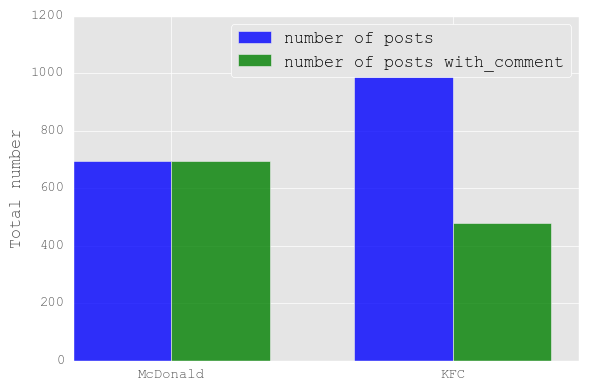 1200
1000
800
600
400
200
0
Total number
number of posts
number of posts with_comment
McDonald
KFC